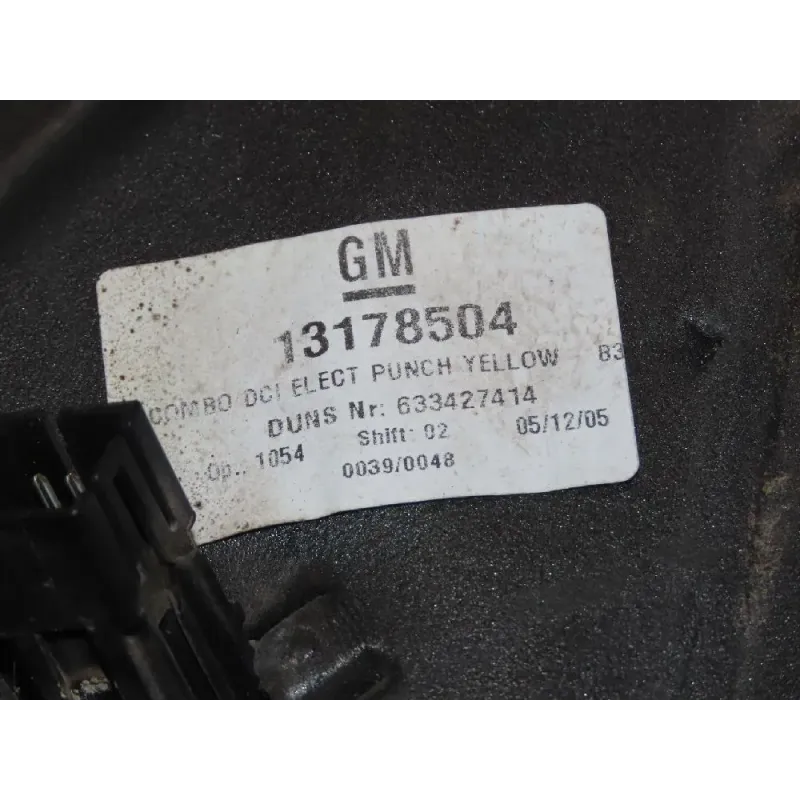 GM
13178504
COMBO DCI ELECT PUNCH YELLOW B3
DUNS Nr: 633427414
Op.. 1054 Shift: 02 05/12/05
0039/0048